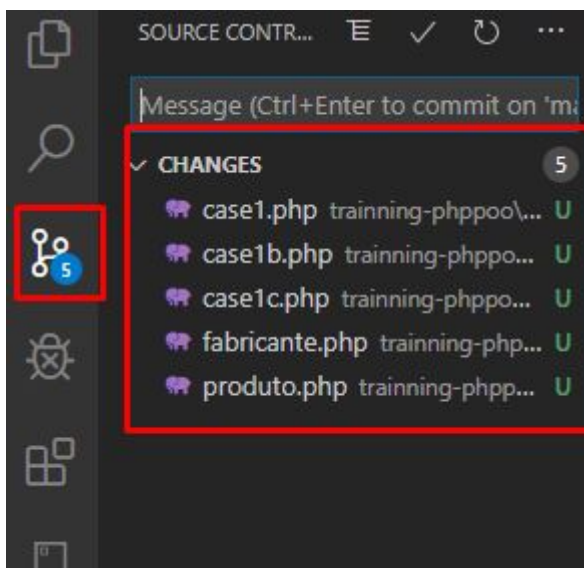 SOURCE CONTR...
Message (Ctrl+Enter to commit on 'ma
CHANGES 5
case1.php trainning-phppoo\... U
case1b.php trainning-phppo... U
5
case1c.php trainning-phppo... U
fabricante.php trainning-php... U
produto.php trainning-phpp... U